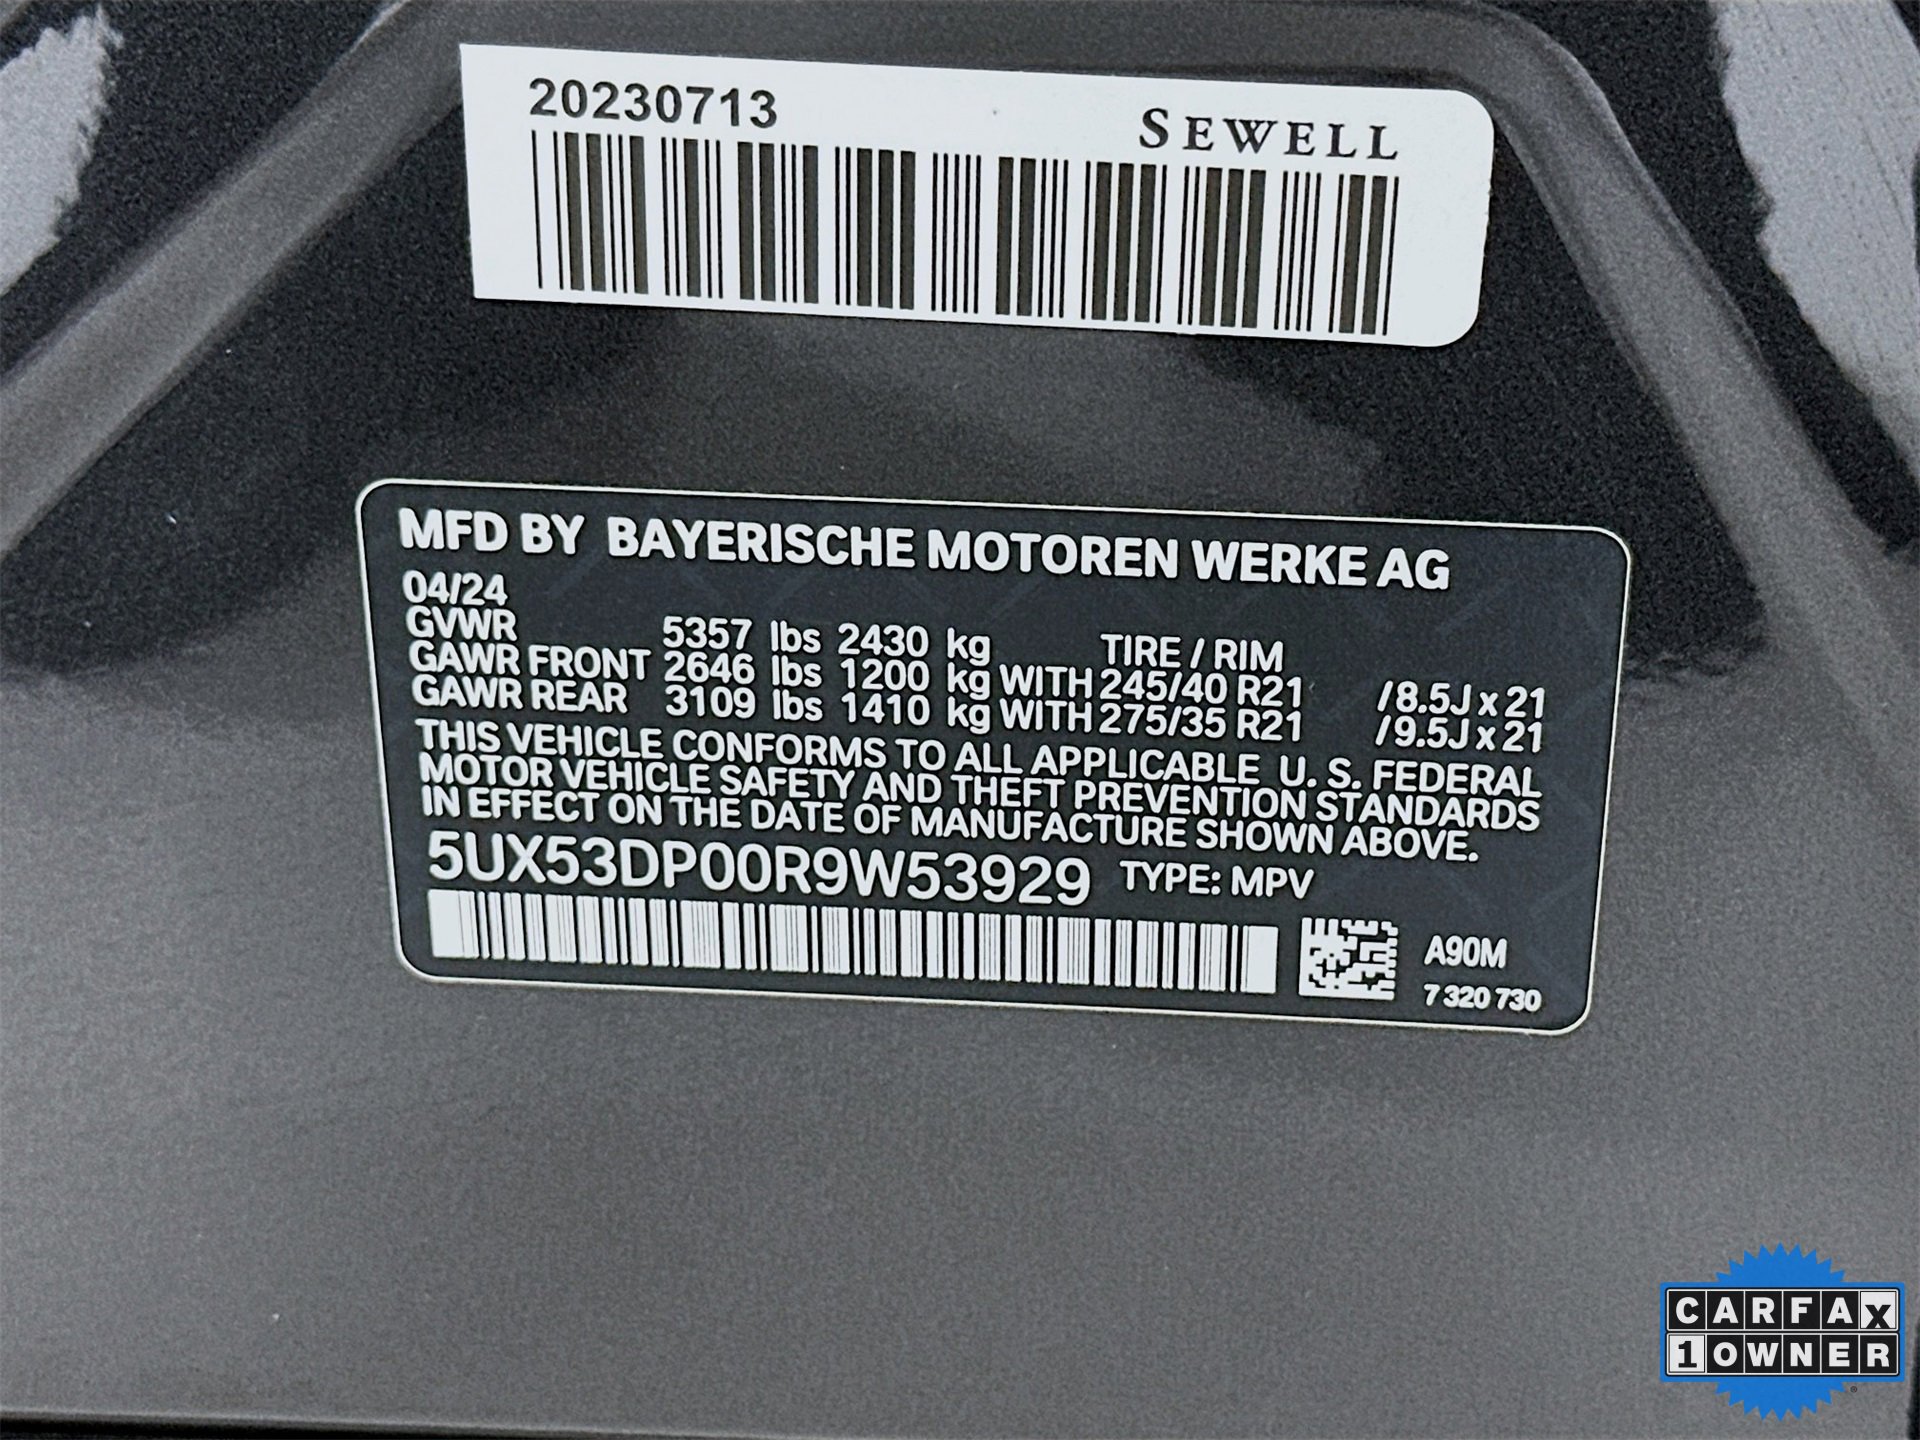 20230713 SEWELL
MFD BY BAYERISCHE MOTOREN WERKE AG
04/24
GVWR 5357 lbs 2430 kg TIRE / RIM
GAWR FRONT 2646 lbs 1200 kg WITH 245/40 R21 /8.5J x 21
GAWR REAR 3109 lbs 1410 kg WITH 275/35 R21 /9.5J x 21
THIS VEHICLE CONFORMS TO ALL APPLICABLE U. S. FEDERAL
MOTOR VEHICLE SAFETY AND THEFT PREVENTION STANDARDS
IN EFFECT ON THE DATE OF MANUFACTURE SHOWN ABOVE.
5UX53DP00R9W53929 TYPE: MPV
A90M
7 320 730
CARFAX
1 OWNER